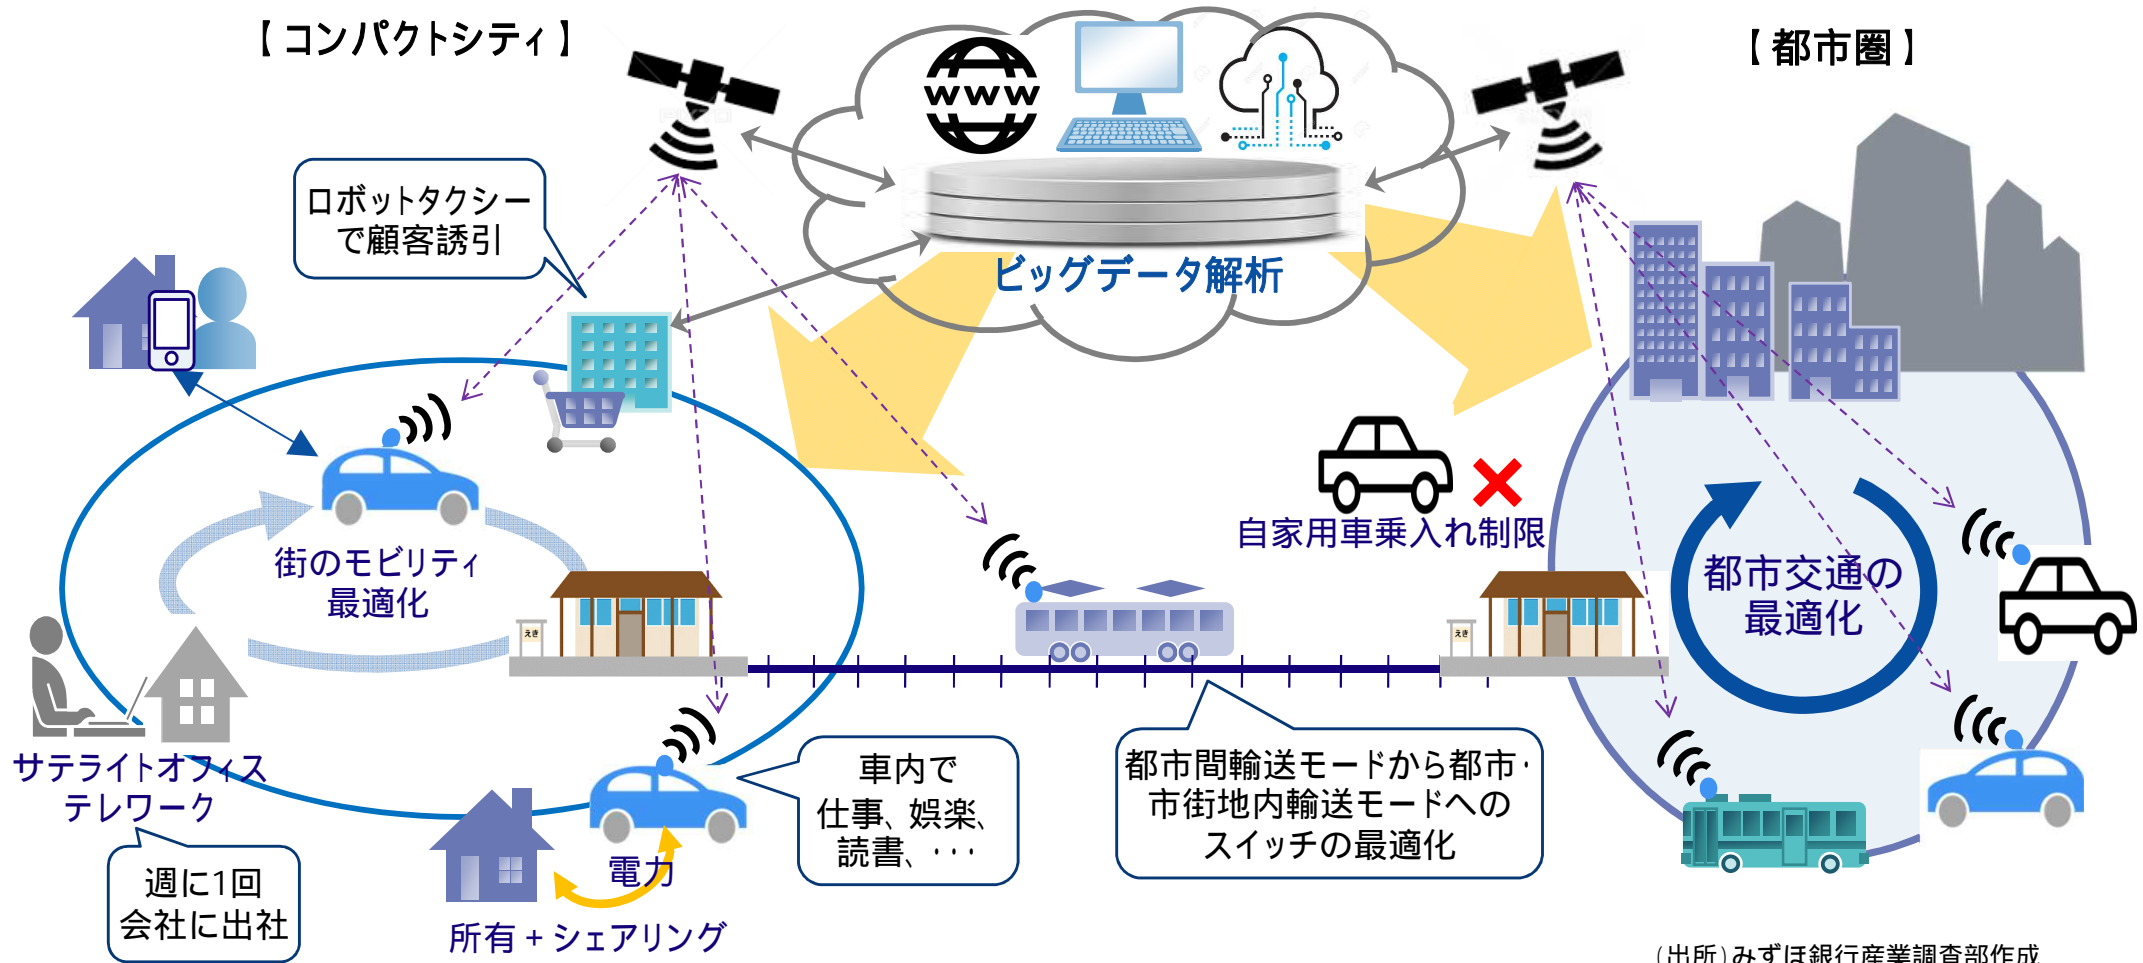 【コンパクトシティ】
【都市圏】
WWW
ビッグデータ解析
ロボットタクシー
で顧客誘引
街のモビリティ
最適化
サテライトオフィス
テレワーク
週に1回
会社に出社
えき
電力
所有+シェアリング
車内で
仕事、娯楽、
読書、・・・
都市間輸送モードから都市・
市街地内輸送モードへの
スイッチの最適化
自家用車乗入れ制限
えき
都市交通の
最適化
(出所)みずほ銀行産業調査部作成